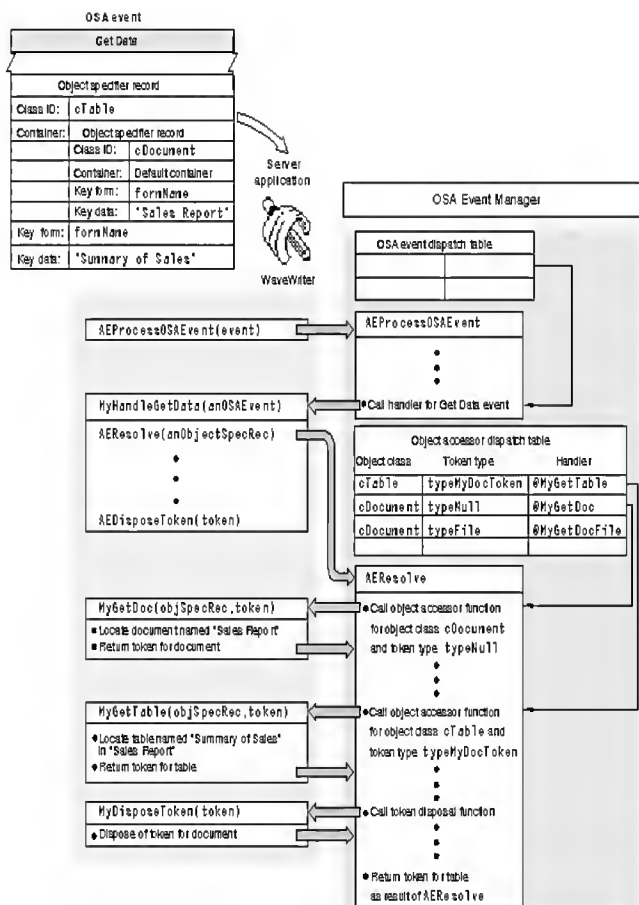 OSA event
Get Data
Object specifier record
Class ID: cTable
Container: Object specifier record
Class ID: cDocument
Container: Default container
Key form: formName
Key data: "Sales Report"
Key form: formName
Key data: "Summary of Sales"
Server
application
WaveWriter
OSA Event Manager
OSA event dispatch table
AEProcessOSAEvent(event)
AEProcessOSAEvent
• Call handler for Get Data event
MyHandleGetData(anOSAEvent)
AEResolve(anObjectSpecRec)
AEDisposeToken(token)
Object accessor dispatch table
Object class Token type Handler
cTable typeMyDocToken @MyGetTable
cDocument typeNull @MyGetDoc
cDocument typeFile @MyGetDocFile
AEResolve
MyGetDoc(objSpecRec,token)
• Locate document named "Sales Report"
• Return token for document
• Call object accessor function
for object class cDocument
and token type typeNull
MyGetTable(objSpecRec,token)
• Locate table named "Summary of Sales"
in "Sales Report"
• Return token for table
• Call object accessor function
for object class cTable and
token type typeMyDocToken
MyDisposeToken(token)
• Dispose of token for document
• Call token disposal function
• Return token for table
as result of AEResolve